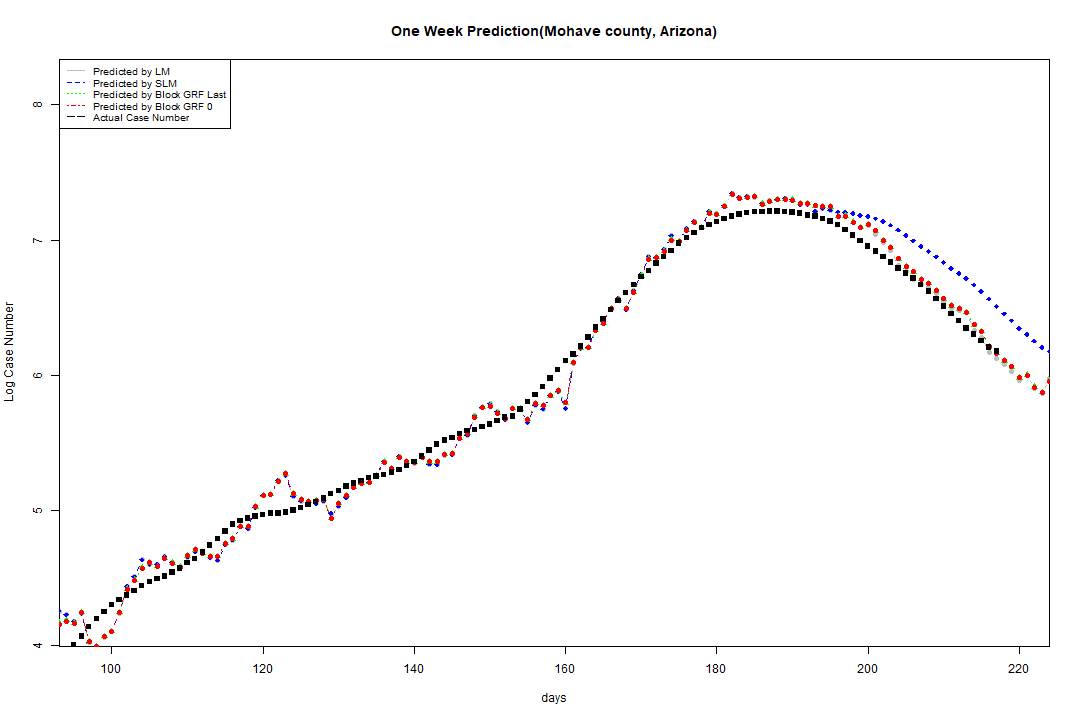 One Week Prediction(Mohave county, Arizona)
Predicted by LM
Predicted by SLM
Predicted by Block GRF Last
Predicted by Block GRF 0
Actual Case Number
8
7
6
5
4
Log Case Number
100 120 140 160 180 200 220
days